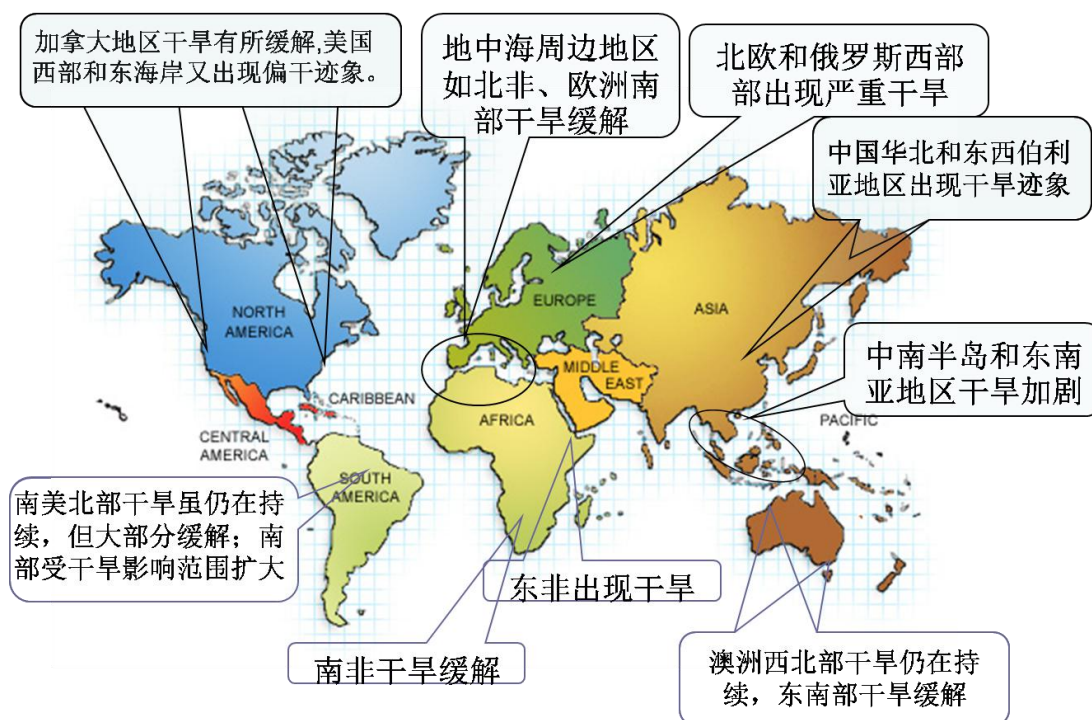 加拿大地区干旱有所缓解,美国
西部和东海岸又出现偏干迹象。
地中海周边地区
如北非、欧洲南
部干旱缓解
北欧和俄罗斯西部
部出现严重干旱
中国华北和东西伯利
亚地区出现干旱迹象
中南半岛和东南
亚地区干旱加剧
NORTH
AMERICA
EUROPE
ASIA
MIDDLE
EAST
CARIBBEAN
AFRICA
PACIFIC
CENTRAL
AMERICA
SOUTH
AMERICA
南美北部干旱虽仍在持
续，但大部分缓解；南
部受干旱影响范围扩大
东非出现干旱
南非干旱缓解
澳洲西北部干旱仍在持
续，东南部干旱缓解